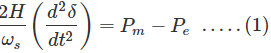 2H/ω_s (d²δ/dt²) = P_m − P_e .....(1)